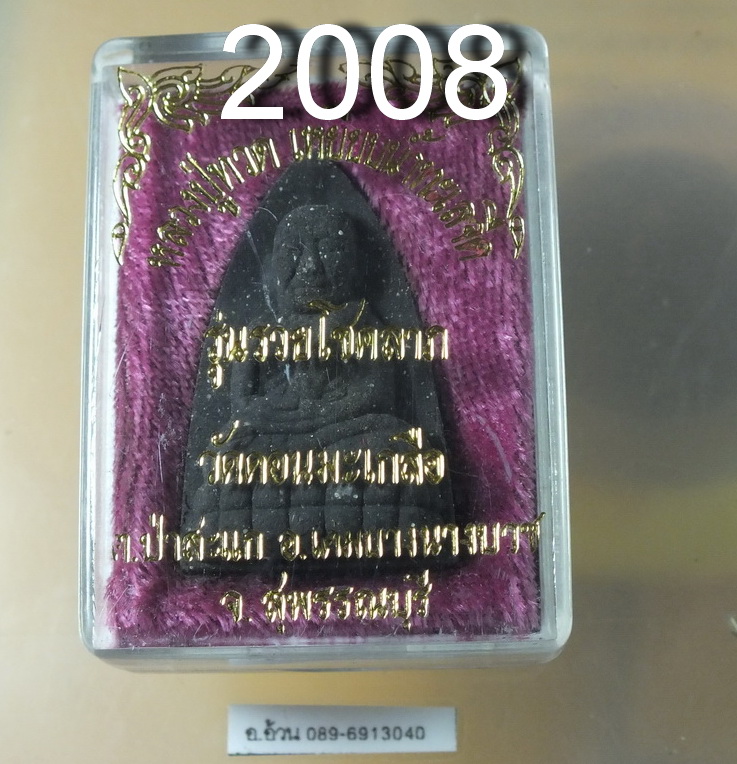 2008
หลวงปู่ทวด เหยียบน้ำทะเลจืด
รุ่นรวยโชคลาภ
วัดดอนมะเกลือ
ต.ป่าสะแก อ.เดิมบางนางบวช
จ. สุพรรณบุรี
อ.อ้วน 089-6913040